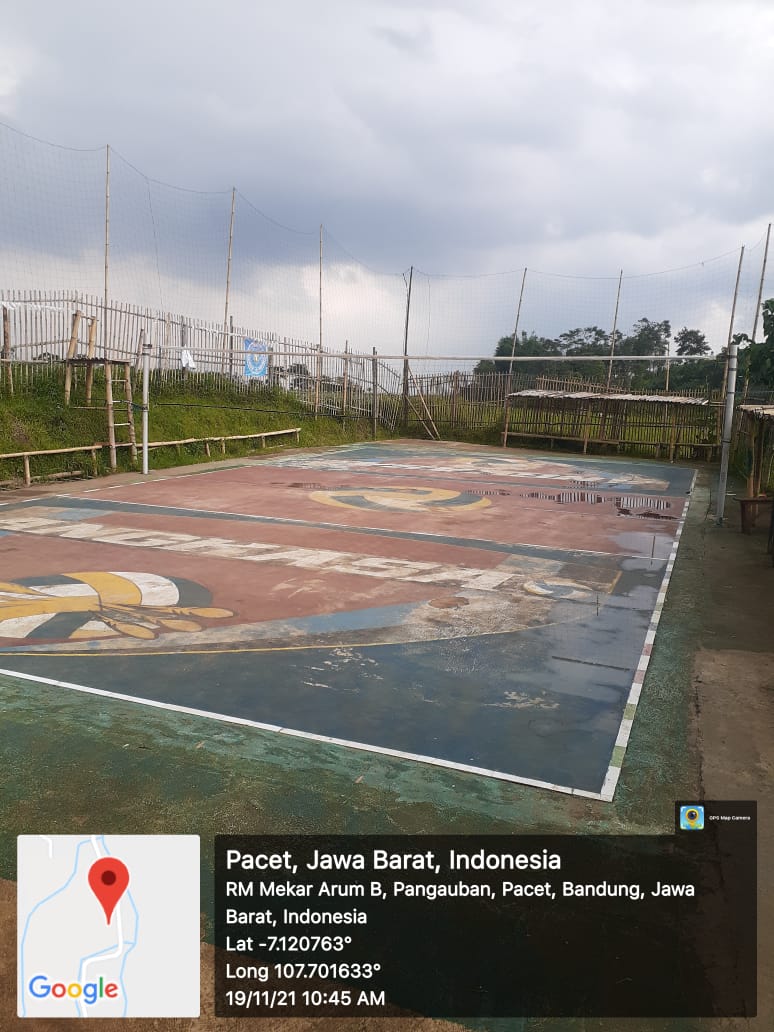 GPS Map Camera
Pacet, Jawa Barat, Indonesia
RM Mekar Arum B, Pangauban, Pacet, Bandung, Jawa
Barat, Indonesia
Lat -7.120763°
Long 107.701633°
19/11/21 10:45 AM
Google